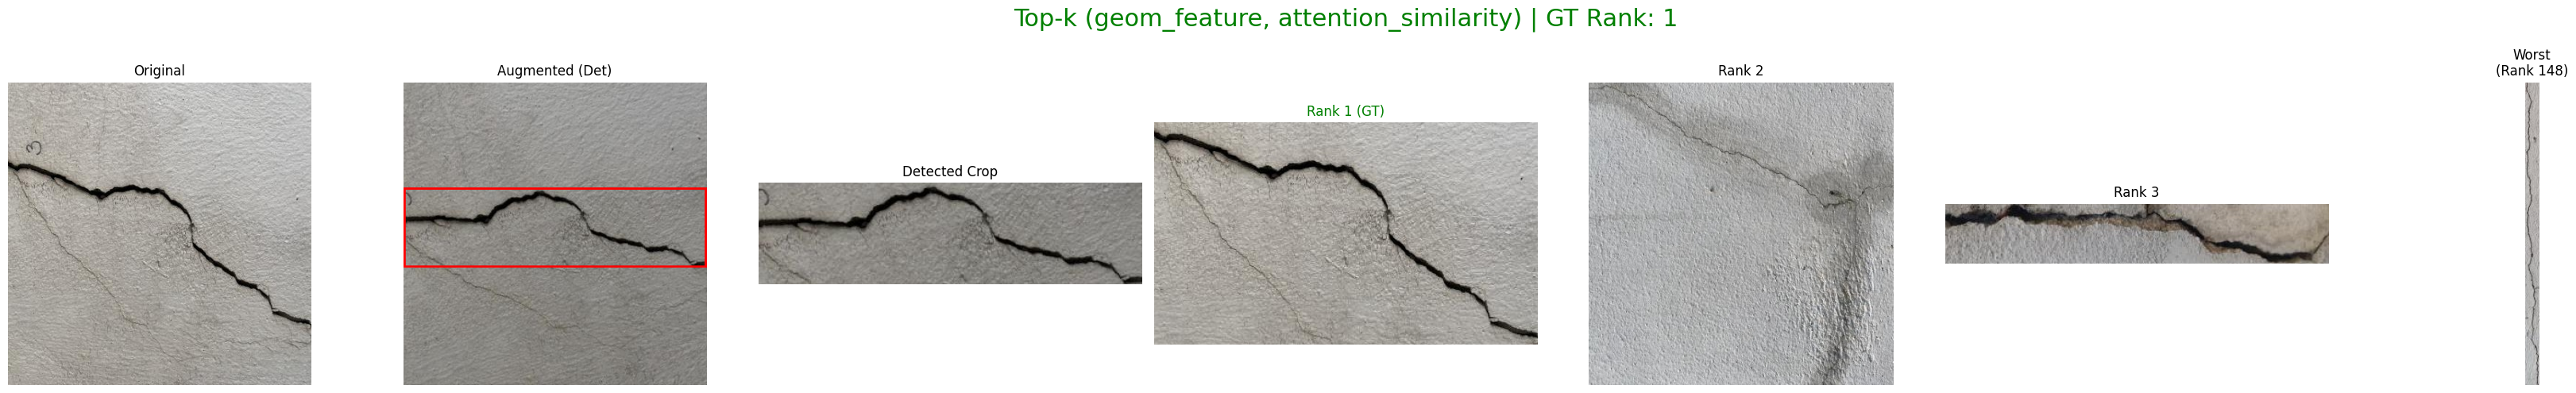 Top-k (geom_feature, attention_similarity) | GT Rank: 1
Original
3
Augmented (Det)
Detected Crop
Rank 1 (GT)
Rank 2
Rank 3
Worst
(Rank 148)